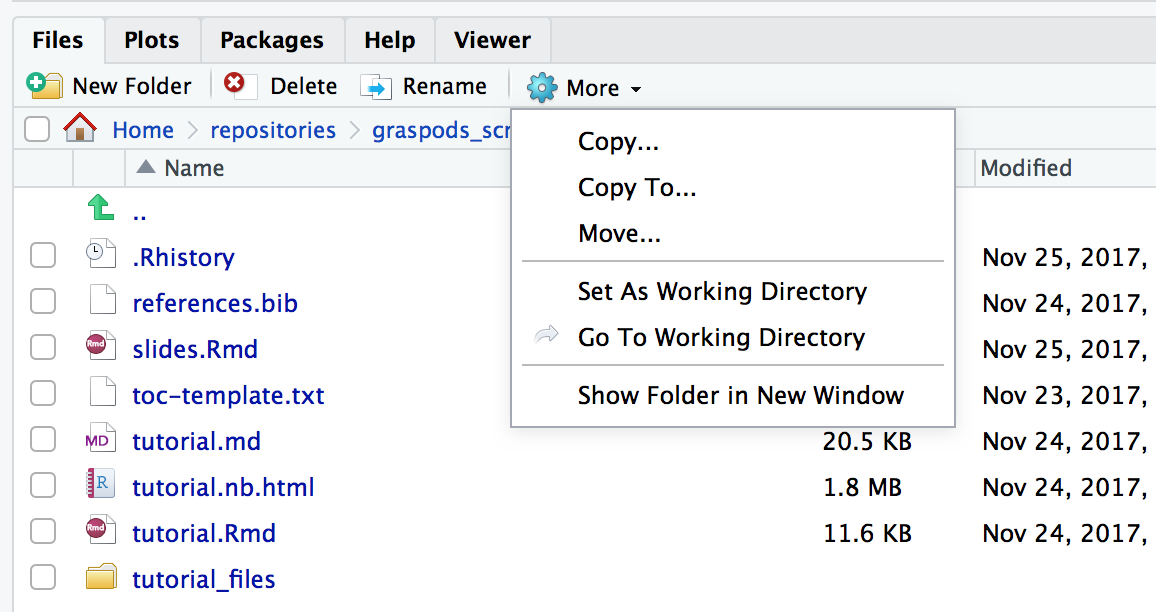 Files Plots Packages Help Viewer
New Folder Delete Rename More
Home repositories
Name Modified
Copy...
Copy To...
Move...
Set As Working Directory
Go To Working Directory
Show Folder in New Window
..
.Rhistory Nov 25, 2017,
references.bib Nov 24, 2017,
Rmd slides.Rmd Nov 25, 2017,
toc-template.txt Nov 23, 2017,
MD tutorial.md 20.5 KB Nov 24, 2017,
R tutorial.nb.html 1.8 MB Nov 24, 2017,
Rmd tutorial.Rmd 11.6 KB Nov 24, 2017,
tutorial_files